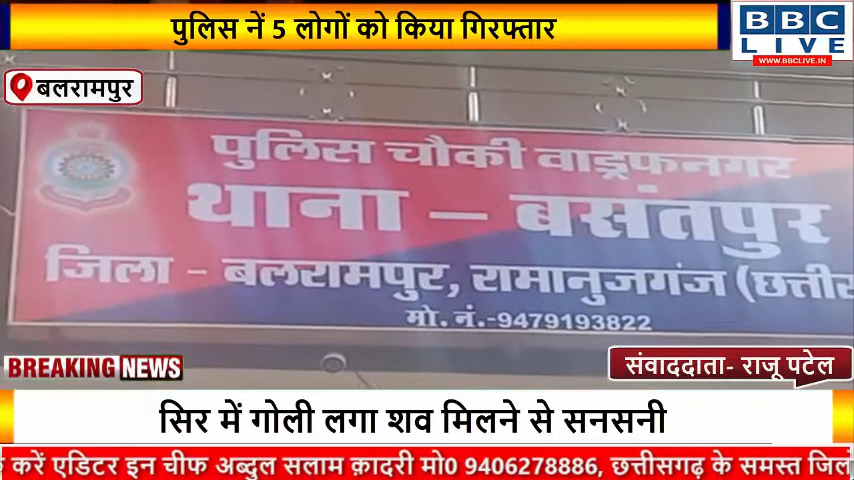 पुलिस नें 5 लोगों को किया गिरफ्तार
BBC
LIVE
WWW.BBCLIVE.IN
बलरामपुर
पुलिस चौकी वाड्रफनगर
थाना – बसंतपुर
जिला - बलरामपुर, रामानुजगंज (छत्तीस
मो. नं.-9479193822
BREAKING NEWS
संवाददाता- राजू पटेल
सिर में गोली लगा शव मिलने से सनसनी
करें एडिटर इन चीफ अब्दुल सलाम क़ादरी मो0 9406278886, छत्तीसगढ़ के समस्त जिल